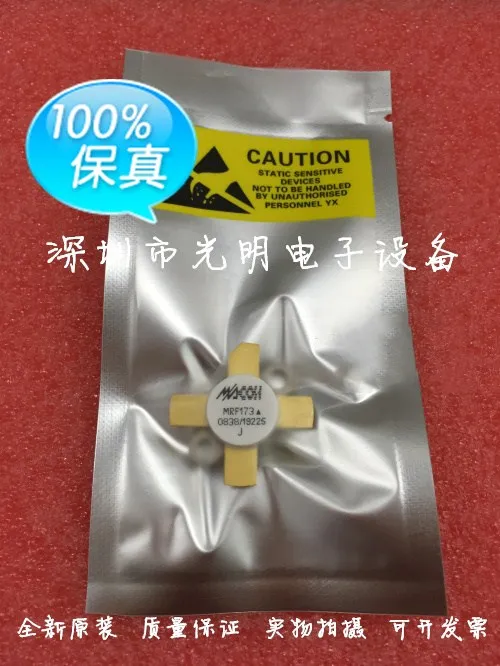 100%
保真
CAUTION
STATIC SENSITIVE
DEVICES
NOT TO BE HANDLED
BY UNAUTHORISED
PERSONNEL YX
深圳市光明电子设备
M/ACOM
MRF173▲
0838/19225
J
全新原装 质量保证 实物拍摄 可开发票